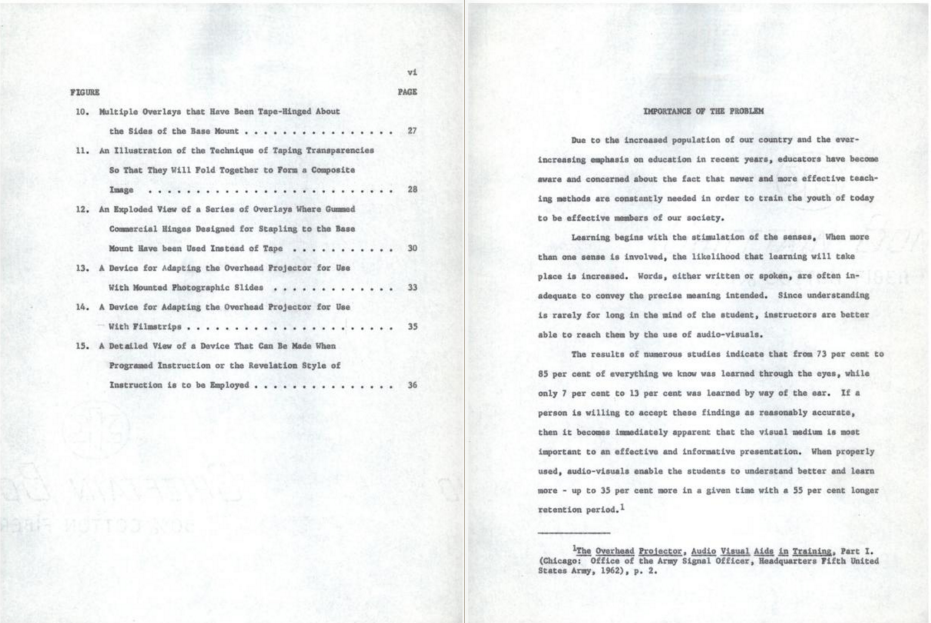 vi
FIGURE PAGE
10. Multiple Overlays that Have Been Tape-Hinged About
the Sides of the Base Mount . . . . . . . . . . . . . . . . 27
11. An Illustration of the Technique of Taping Transparencies
So That They Will Fold Together to Form a Composite
Image . . . . . . . . . . . . . . . . . . . . . . . . . . 28
12. An Exploded View of a Series of Overlays Where Gummed
Commercial Hinges Designed for Stapling to the Base
Mount Have been Used Instead of Tape . . . . . . . . . . . 30
13. A Device for Adapting the Overhead Projector for Use
With Mounted Photographic Slides . . . . . . . . . . . . . 33
14. A Device for Adapting the Overhead Projector for Use
With Filmstrips . . . . . . . . . . . . . . . . . . . . . . 35
15. A Detailed View of a Device That Can Be Made When
Programed Instruction or the Revelation Style of
Instruction is to be Employed . . . . . . . . . . . . . . . 36
IMPORTANCE OF THE PROBLEM
Due to the increased population of our country and the ever-
increasing emphasis on education in recent years, educators have become
aware and concerned about the fact that newer and more effective teach-
ing methods are constantly needed in order to train the youth of today
to be effective members of our society.
Learning begins with the stimulation of the senses. When more
than one sense is involved, the likelihood that learning will take
place is increased. Words, either written or spoken, are often in-
adequate to convey the precise meaning intended. Since understanding
is rarely for long in the mind of the student, instructors are better
able to reach them by the use of audio-visuals.
The results of numerous studies indicate that from 73 per cent to
85 per cent of everything we know was learned through the eyes, while
only 7 per cent to 13 per cent was learned by way of the ear. If a
person is willing to accept these findings as reasonably accurate,
then it becomes immediately apparent that the visual medium is most
important to an effective and informative presentation. When properly
used, audio-visuals enable the students to understand better and learn
more - up to 35 per cent more in a given time with a 55 per cent longer
retention period.1
1The Overhead Projector, Audio Visual Aids in Training, Part I.
(Chicago: Office of the Army Signal Officer, Headquarters Fifth United
States Army, 1962), p. 2.